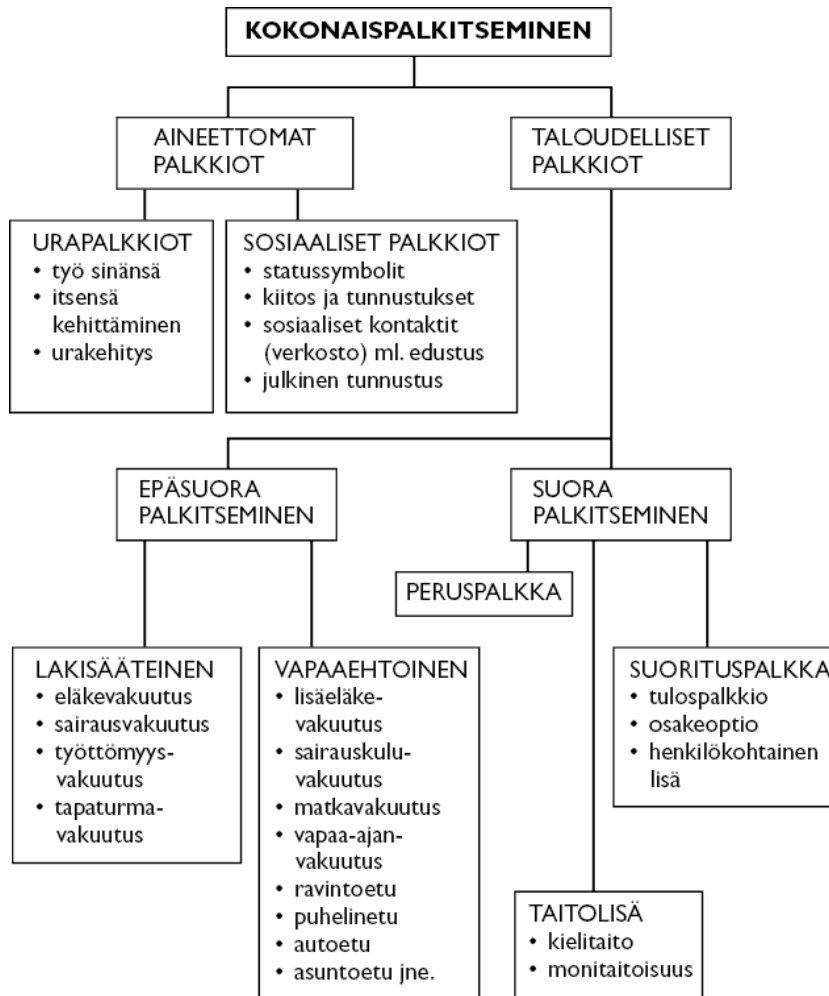 KOKONAISPALKITSEMINEN
AINEETTOMAT
PALKKIOT
TALOUDELLISET
PALKKIOT
URAPALKKIOT
• työ sinänsä
• itsensä
kehittäminen
• urakehitys
SOSIAALISET PALKKIOT
• statussymbolit
• kiitos ja tunnustukset
• sosiaaliset kontaktit
(verkosto) ml. edustus
• julkinen tunnustus
EPÄSUORA
PALKITSEMINEN
SUORA
PALKITSEMINEN
PERUSPALKKA
LAKISÄÄTEINEN
• eläkevakuutus
• sairausvakuutus
• työttömyys-
vakuutus
• tapaturma-
vakuutus
VAPAAEHTOINEN
• lisäeläke-
vakuutus
• sairauskulu-
vakuutus
• matkavakuutus
• vapaa-ajan-
vakuutus
• ravintoetu
• puhelinetu
• autoetu
• asuntoetu jne.
SUORITUSPALKKA
• tulospalkkio
• osakeoptio
• henkilökohtainen
lisä
TAITOLISÄ
• kielitaito
• monitaitoisuus